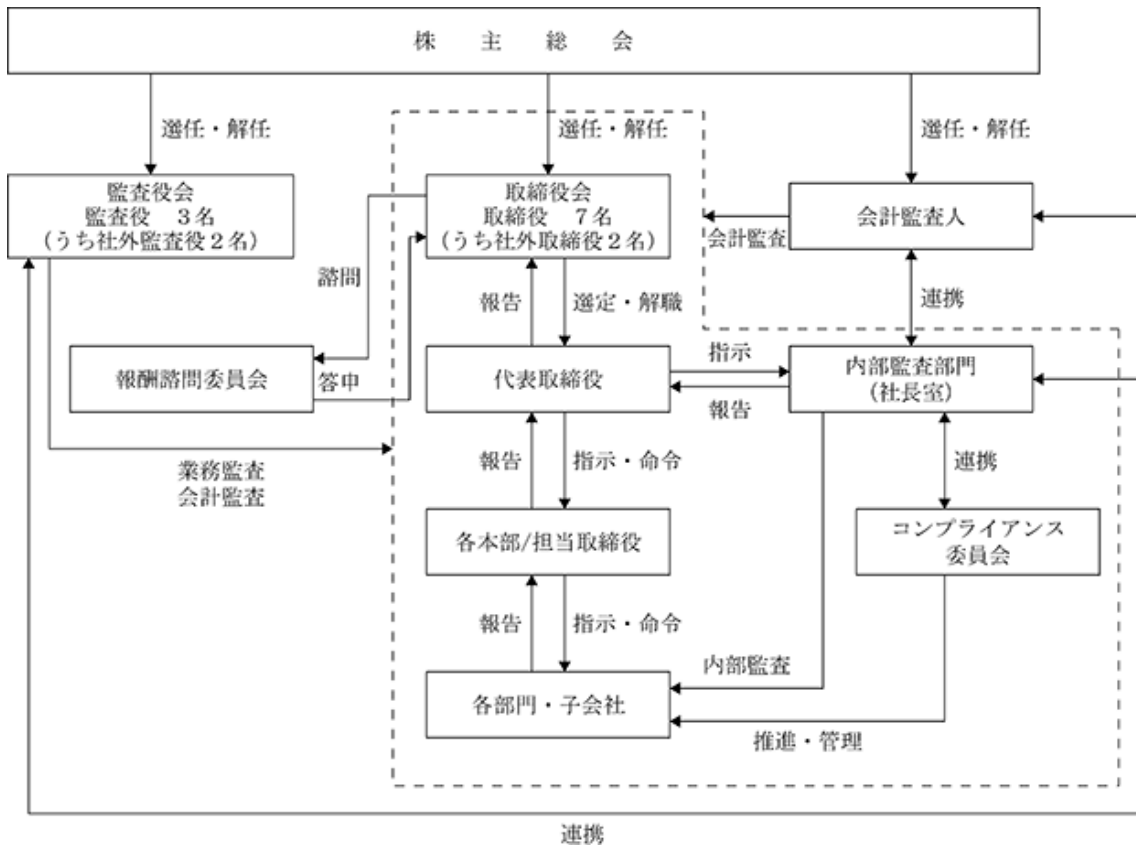 株　主　総　会
選任・解任
選任・解任
選任・解任
監査役会
監査役　３名
(うち社外監査役２名)
取締役会
取締役　７名
(うち社外取締役２名)
会計監査人
会計監査
諮問
報告
選定・解職
連携
報酬諮問委員会
答申
代表取締役
指示
報告
内部監査部門
(社長室)
業務監査
会計監査
報告
指示・命令
連携
各本部/担当取締役
コンプライアンス
委員会
報告
指示・命令
内部監査
各部門・子会社
推進・管理
連携